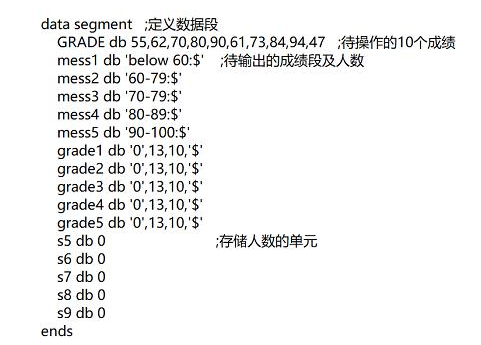 data segment   ;定义数据段
GRADE db 55,62,70,80,90,61,73,84,94,47   ;待操作的10个成绩
mess1 db 'below 60:$'   ;待输出的成绩段及人数
mess2 db '60-79:$'
mess3 db '70-79:$'
mess4 db '80-89:$'
mess5 db '90-100:$'
grade1 db '0',13,10,'$'
grade2 db '0',13,10,'$'
grade3 db '0',13,10,'$'
grade4 db '0',13,10,'$'
grade5 db '0',13,10,'$'
s5 db 0   ;存储人数的单元
s6 db 0
s7 db 0
s8 db 0
s9 db 0
ends